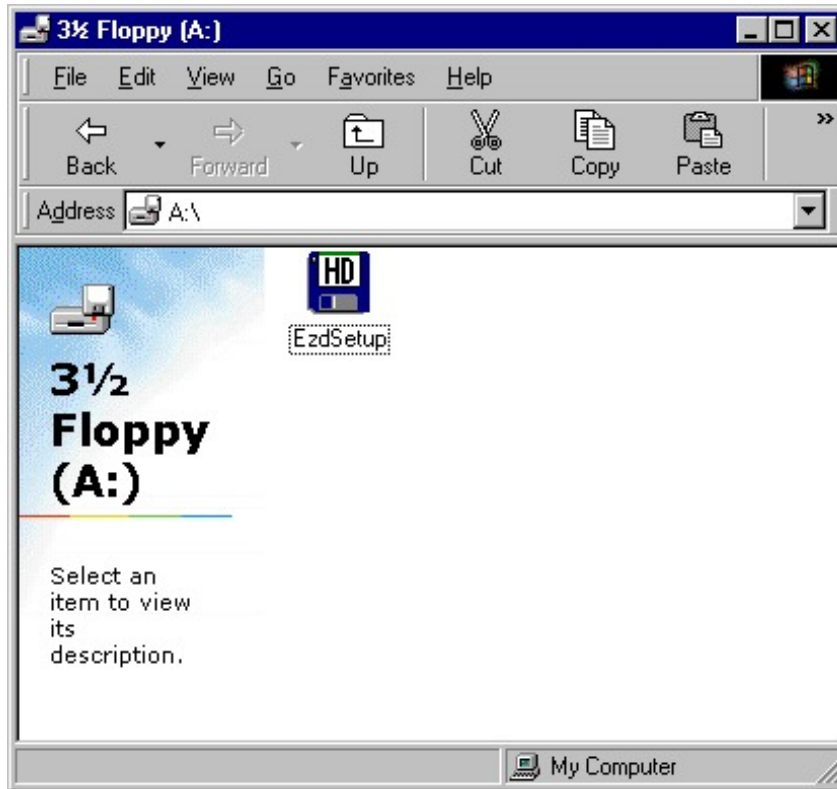 3½ Floppy (A:)
File Edit View Go Favorites Help
»
Back Forward Up Cut Copy Paste
Address A:\
HD
EzdSetup
3½
Floppy
(A:)
Select an
item to view
its
description.
My Computer